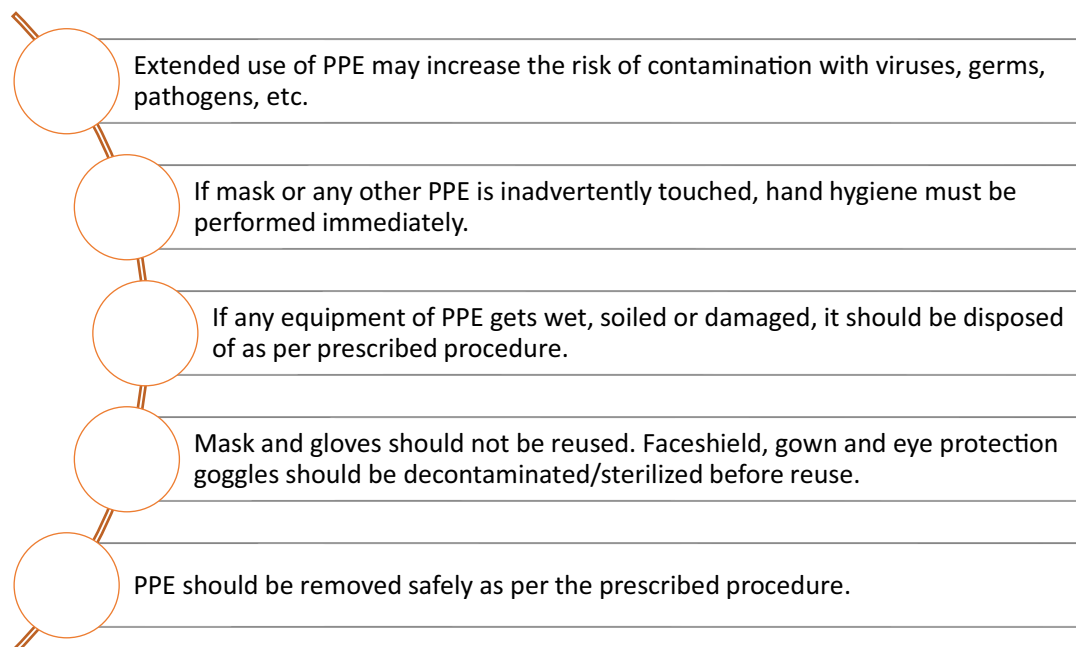 Extended use of PPE may increase the risk of contamination with viruses, germs,
pathogens, etc.
If mask or any other PPE is inadvertently touched, hand hygiene must be
performed immediately.
If any equipment of PPE gets wet, soiled or damaged, it should be disposed
of as per prescribed procedure.
Mask and gloves should not be reused. Faceshield, gown and eye protection
goggles should be decontaminated/sterilized before reuse.
PPE should be removed safely as per the prescribed procedure.